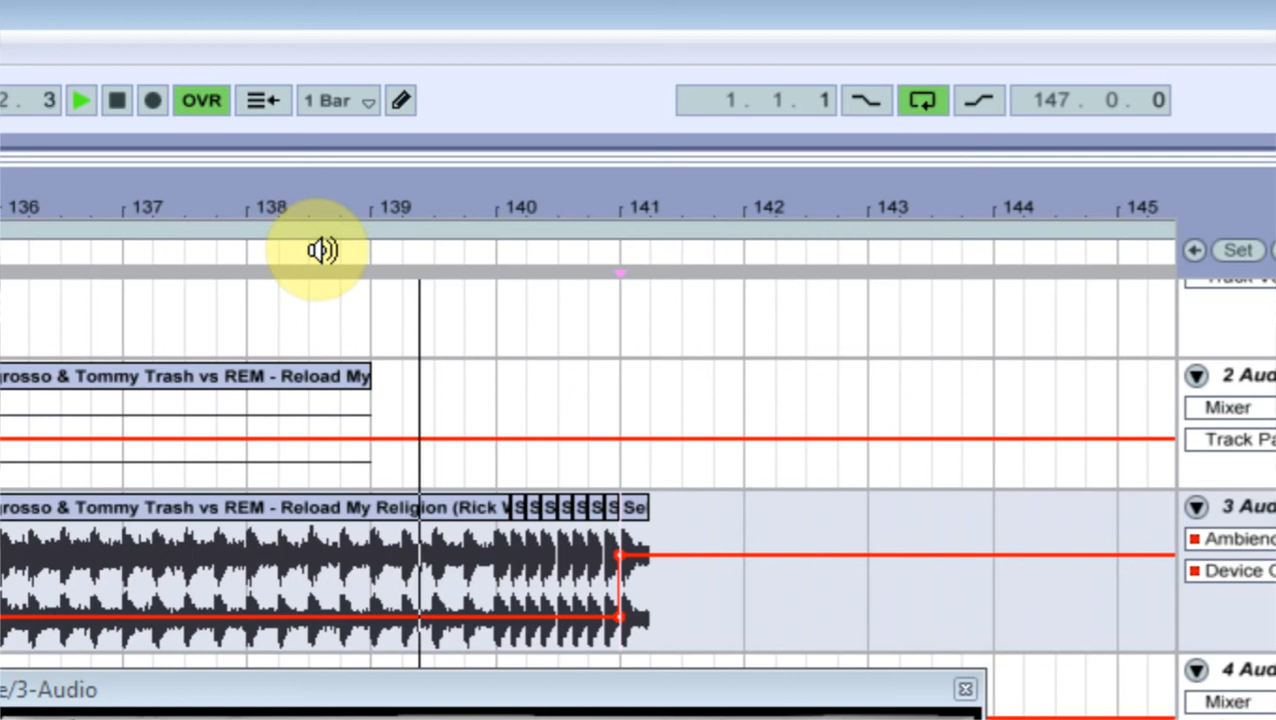 2. 3 OVR 1 Bar 1. 1. 1 147. 0. 0
136 137 138 139 140 141 142 143 144 145
Set
grosso & Tommy Trash vs REM - Reload My
2 Aud
Mixer
Track Pa
grosso & Tommy Trash vs REM - Reload My Religion (Rick W S S S S S S S Se
3 Aud
Ambienc
Device O
e/3-Audio
4 Aud
Mixer